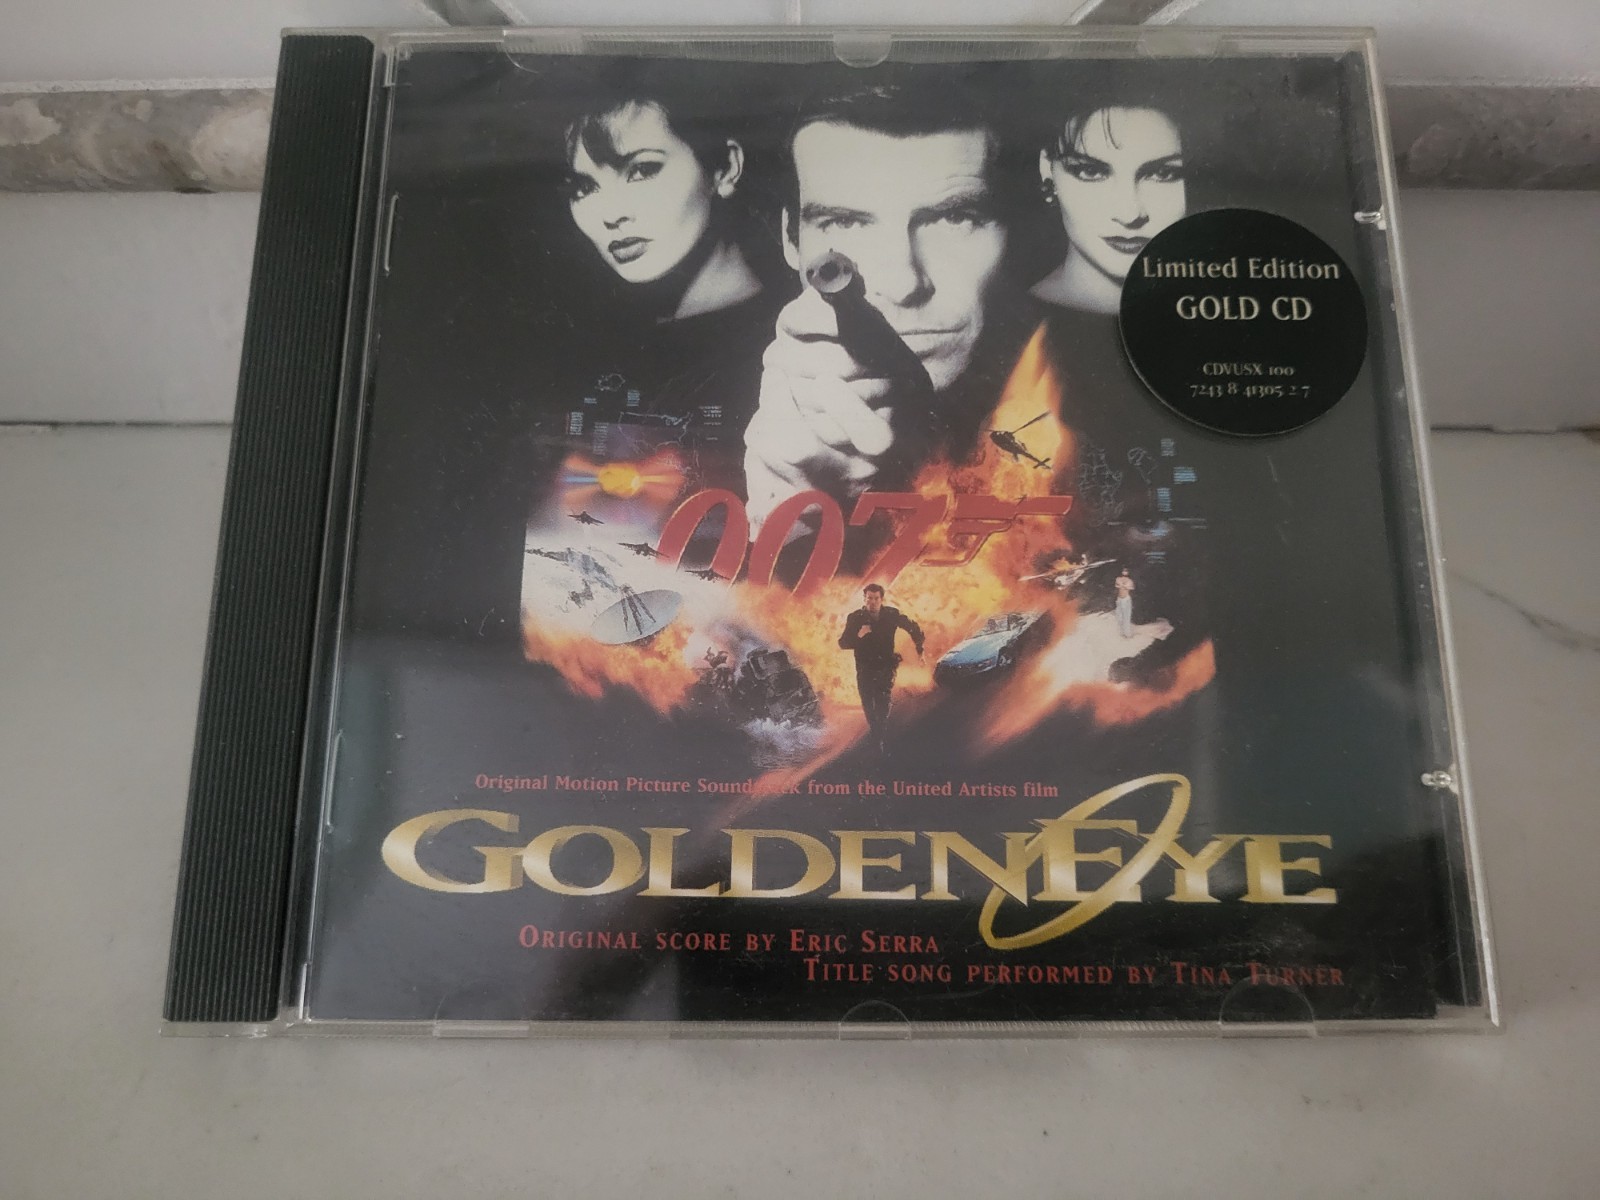 Limited Edition
GOLD CD
CDVUSX 100
7243 8 41305 2 7
007
Original Motion Picture Soundtrack from the United Artists film
GOLDENEYE
ORIGINAL SCORE BY ERIC SERRA
TITLE SONG PERFORMED BY TINA TURNER